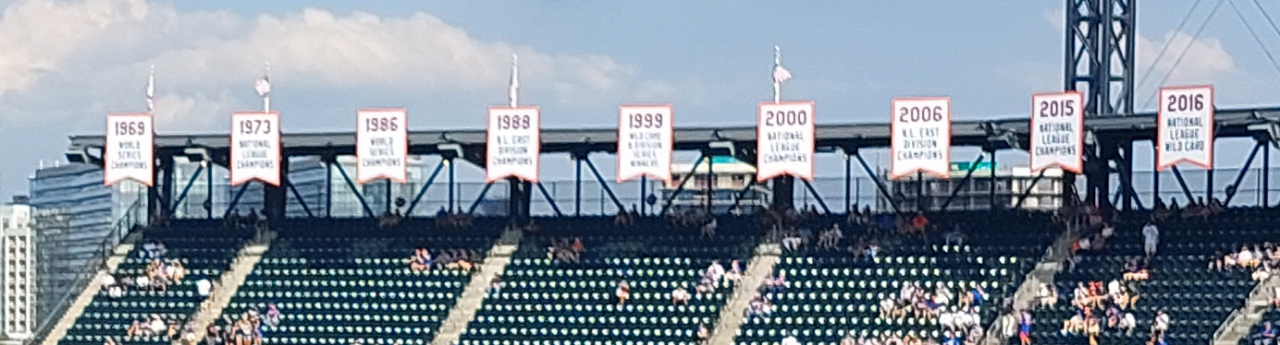 1969
WORLD
SERIES
CHAMPIONS
1973
NATIONAL
LEAGUE
CHAMPIONS
1986
WORLD
SERIES
CHAMPIONS
1988
N.L. EAST
DIVISION
CHAMPIONS
1999
WILD CARD
& DIVISION
SERIES
WINNERS
2000
NATIONAL
LEAGUE
CHAMPIONS
2006
N.L. EAST
DIVISION
CHAMPIONS
2015
NATIONAL
LEAGUE
CHAMPIONS
2016
NATIONAL
LEAGUE
WILD CARD